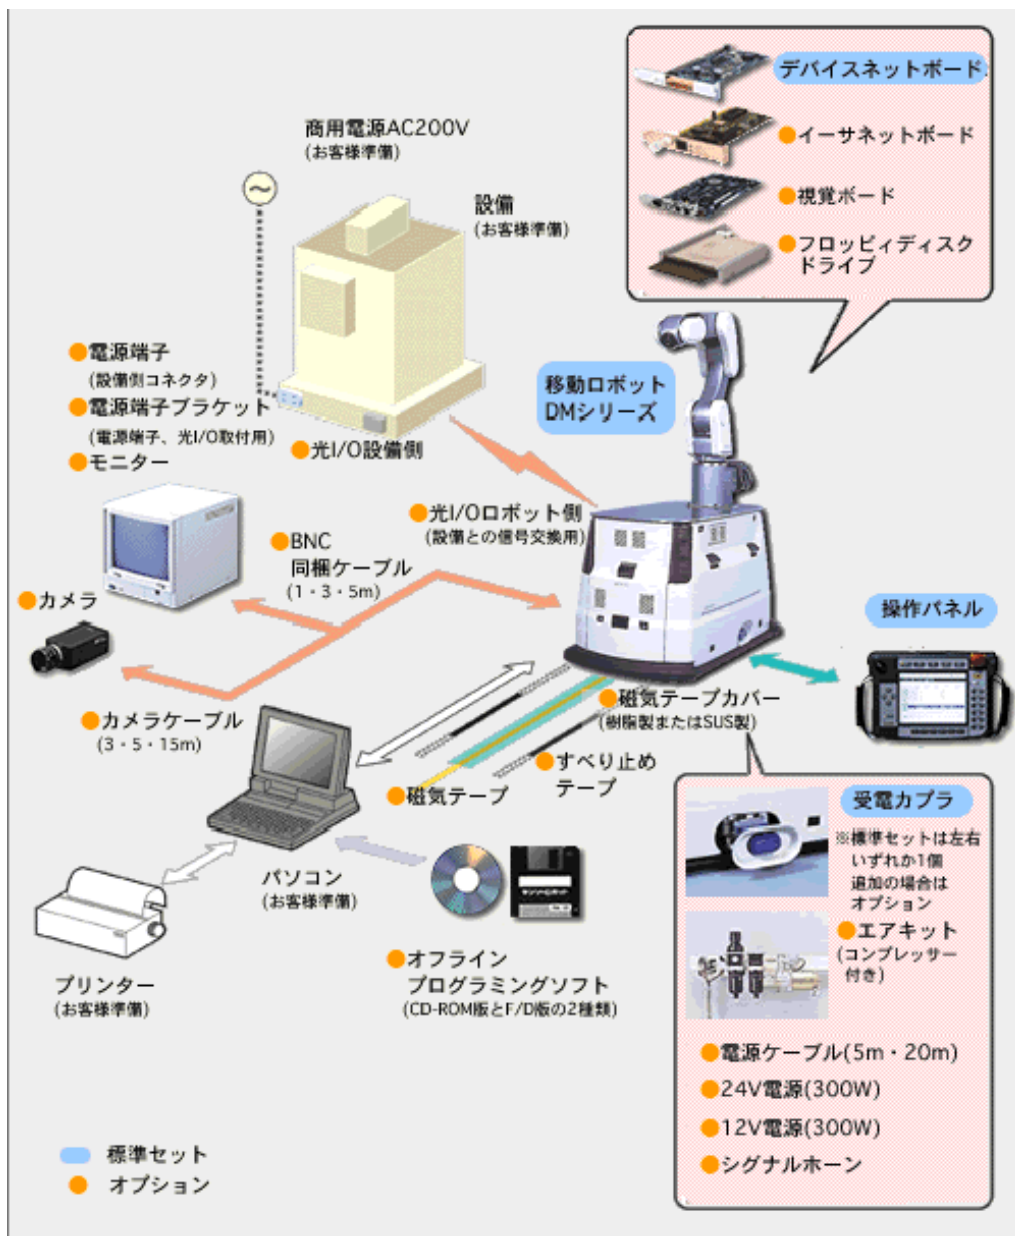 デバイスネットボード
●イーサネットボード
●視覚ボード
●フロッピィディスク
ドライブ
商用電源AC200V
(お客様準備)
設備
(お客様準備)
●電源端子
(設備側コネクタ)
●電源端子ブラケット
(電源端子、光I/O取付用)
●モニター
●光I/O設備側
移動ロボット
DMシリーズ
●光I/Oロボット側
(設備との信号交換用)
●BNC
同梱ケーブル
(1・3・5m)
●カメラ
操作パネル
●カメラケーブル
(3・5・15m)
●磁気テープカバー
(樹脂製またはSUS製)
●すべり止め
テープ
●磁気テープ
パソコン
(お客様準備)
プリンター
(お客様準備)
●オフライン
プログラミングソフト
(CD-ROM版とF/D版の2種類)
受電カプラ
※標準セットは左右
いずれか1個
追加の場合は
オプション
●エアキット
(コンプレッサー
付き)
●電源ケーブル(5m・20m)
●24V電源(300W)
●12V電源(300W)
●シグナルホーン
標準セット
●オプション